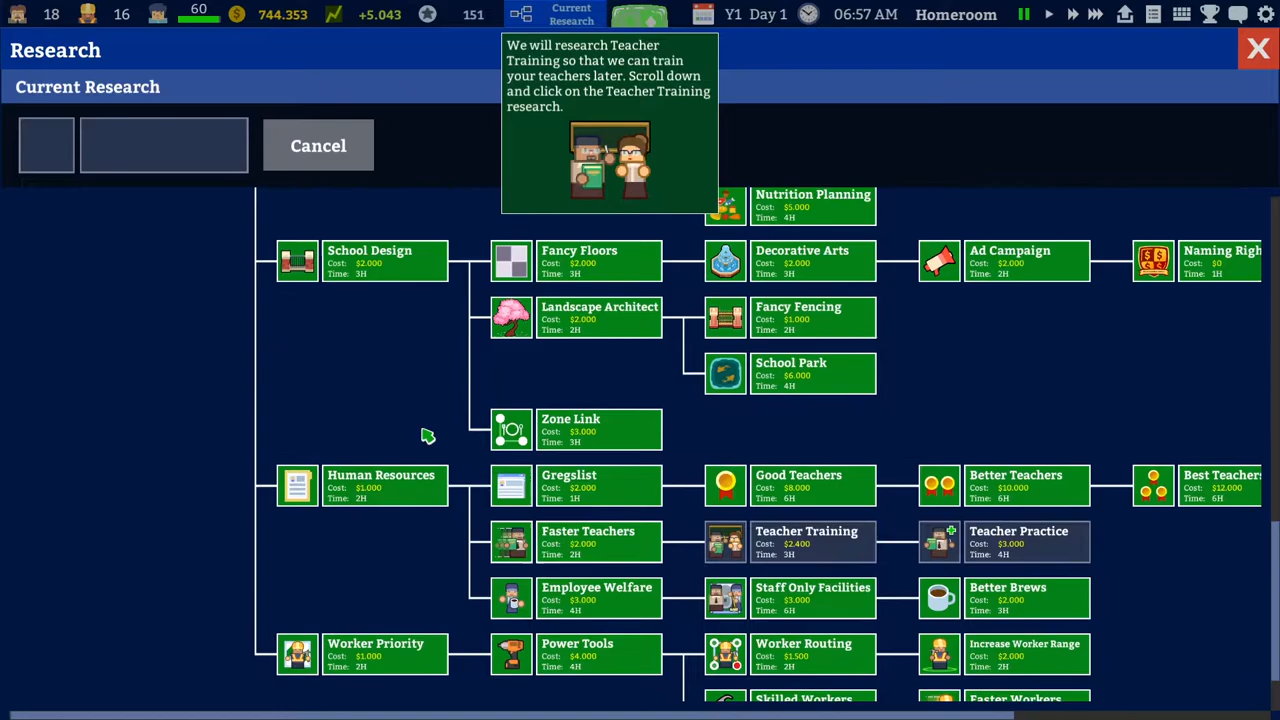 18 16 60 744.353 +5.043 151 Current Research Y1 Day 1 06:57 AM Homeroom
Research
Current Research
Cancel
We will research Teacher
Training so that we can train
your teachers later. Scroll down
and click on the Teacher Training
research.
Nutrition Planning
Cost: $5.000
Time: 4H
School Design
Cost: $2.000
Time: 3H
Fancy Floors
Cost: $2.000
Time: 3H
Decorative Arts
Cost: $2.000
Time: 3H
Ad Campaign
Cost: $2.000
Time: 2H
Naming Righ
Cost: $0
Time: 1H
Landscape Architect
Cost: $2.000
Time: 2H
Fancy Fencing
Cost: $1.000
Time: 2H
School Park
Cost: $6.000
Time: 4H
Zone Link
Cost: $3.000
Time: 3H
Human Resources
Cost: $1.000
Time: 2H
Gregslist
Cost: $2.000
Time: 1H
Good Teachers
Cost: $8.000
Time: 6H
Better Teachers
Cost: $10.000
Time: 6H
Best Teachers
Cost: $12.000
Time: 6H
Faster Teachers
Cost: $2.000
Time: 2H
Teacher Training
Cost: $2.400
Time: 3H
Teacher Practice
Cost: $3.000
Time: 4H
Employee Welfare
Cost: $3.000
Time: 4H
Staff Only Facilities
Cost: $3.000
Time: 6H
Better Brews
Cost: $2.000
Time: 3H
Worker Priority
Cost: $1.000
Time: 2H
Power Tools
Cost: $4.000
Time: 4H
Worker Routing
Cost: $1.500
Time: 2H
Increase Worker Range
Cost: $2.000
Time: 2H
Skilled Workers
Faster Workers